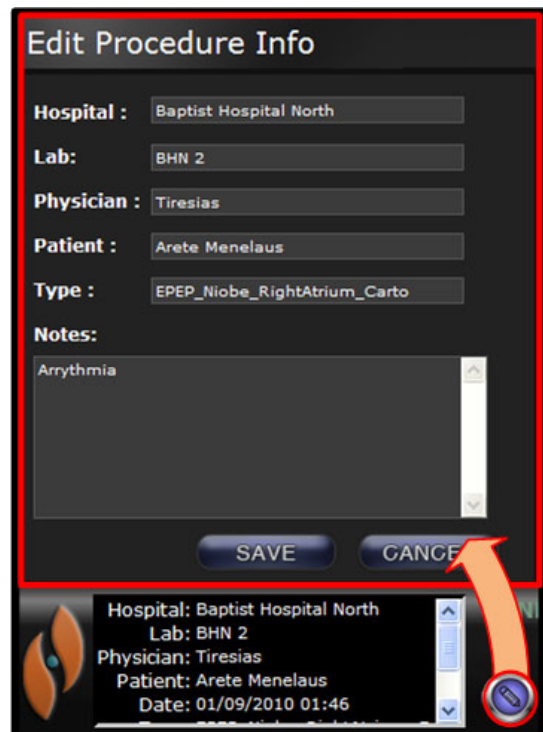 Edit Procedure Info
Hospital : Baptist Hospital North
Lab: BHN 2
Physician : Tiresias
Patient : Arete Menelaus
Type : EPEP_Niobe_RightAtrium_Carto
Notes:
Arrythmia
SAVE
Hospital: Baptist Hospital North
Lab: BHN 2
Physician: Tiresias
Patient: Arete Menelaus
Date: 01/09/2010 01:46